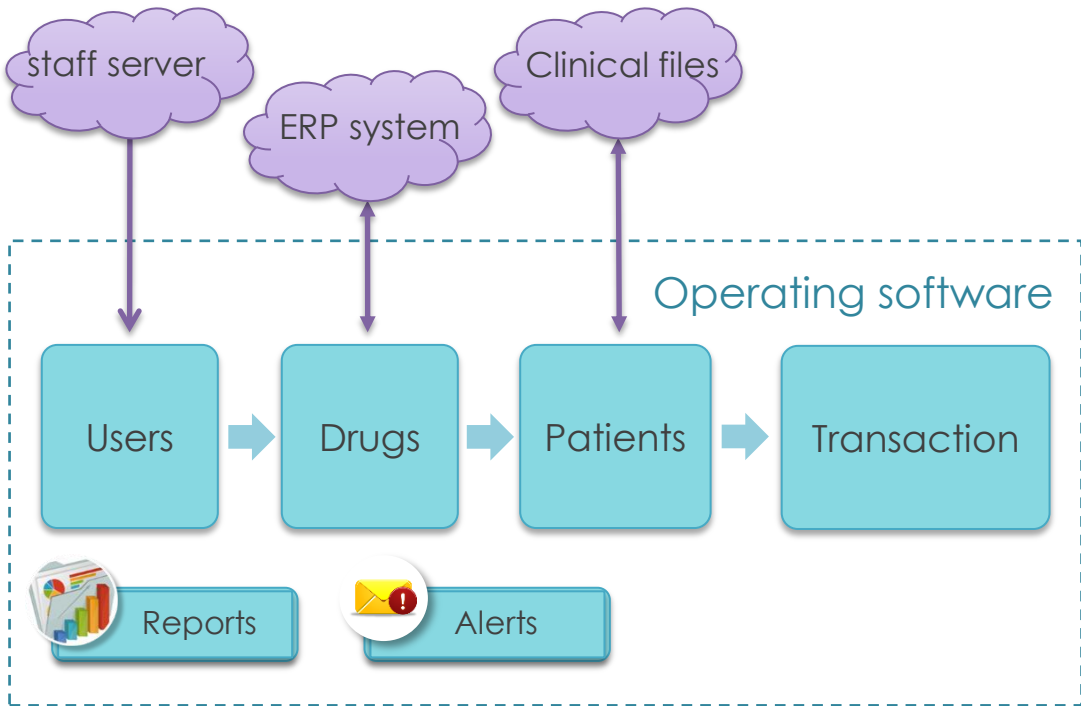 staff server
Clinical files
ERP system
Operating software
Users
Drugs
Patients
Transaction
Reports
Alerts